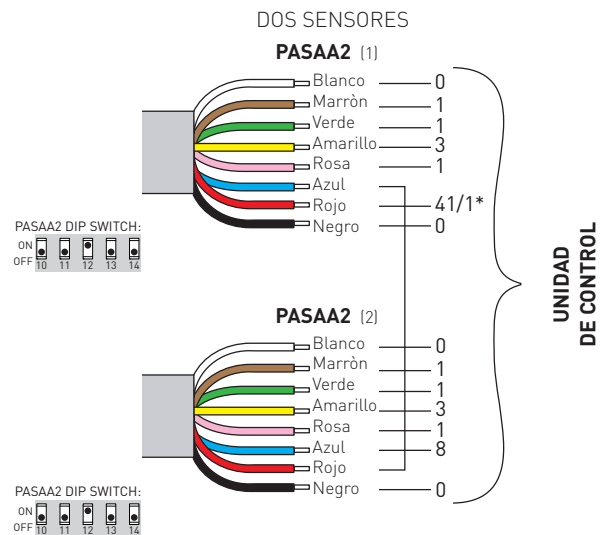 DOS SENSORES
PASAA2 (1)
Blanco 0
Marròn 1
Verde 1
Amarillo 3
Rosa 1
Azul
Rojo 41/1*
Negro 0
PASAA2 DIP SWITCH:
ON
OFF 10 11 12 13 14
UNIDAD
DE CONTROL
PASAA2 (2)
Blanco 0
Marròn 1
Verde 1
Amarillo 3
Rosa 1
Azul 8
Rojo
Negro 0
PASAA2 DIP SWITCH:
ON
OFF 10 11 12 13 14